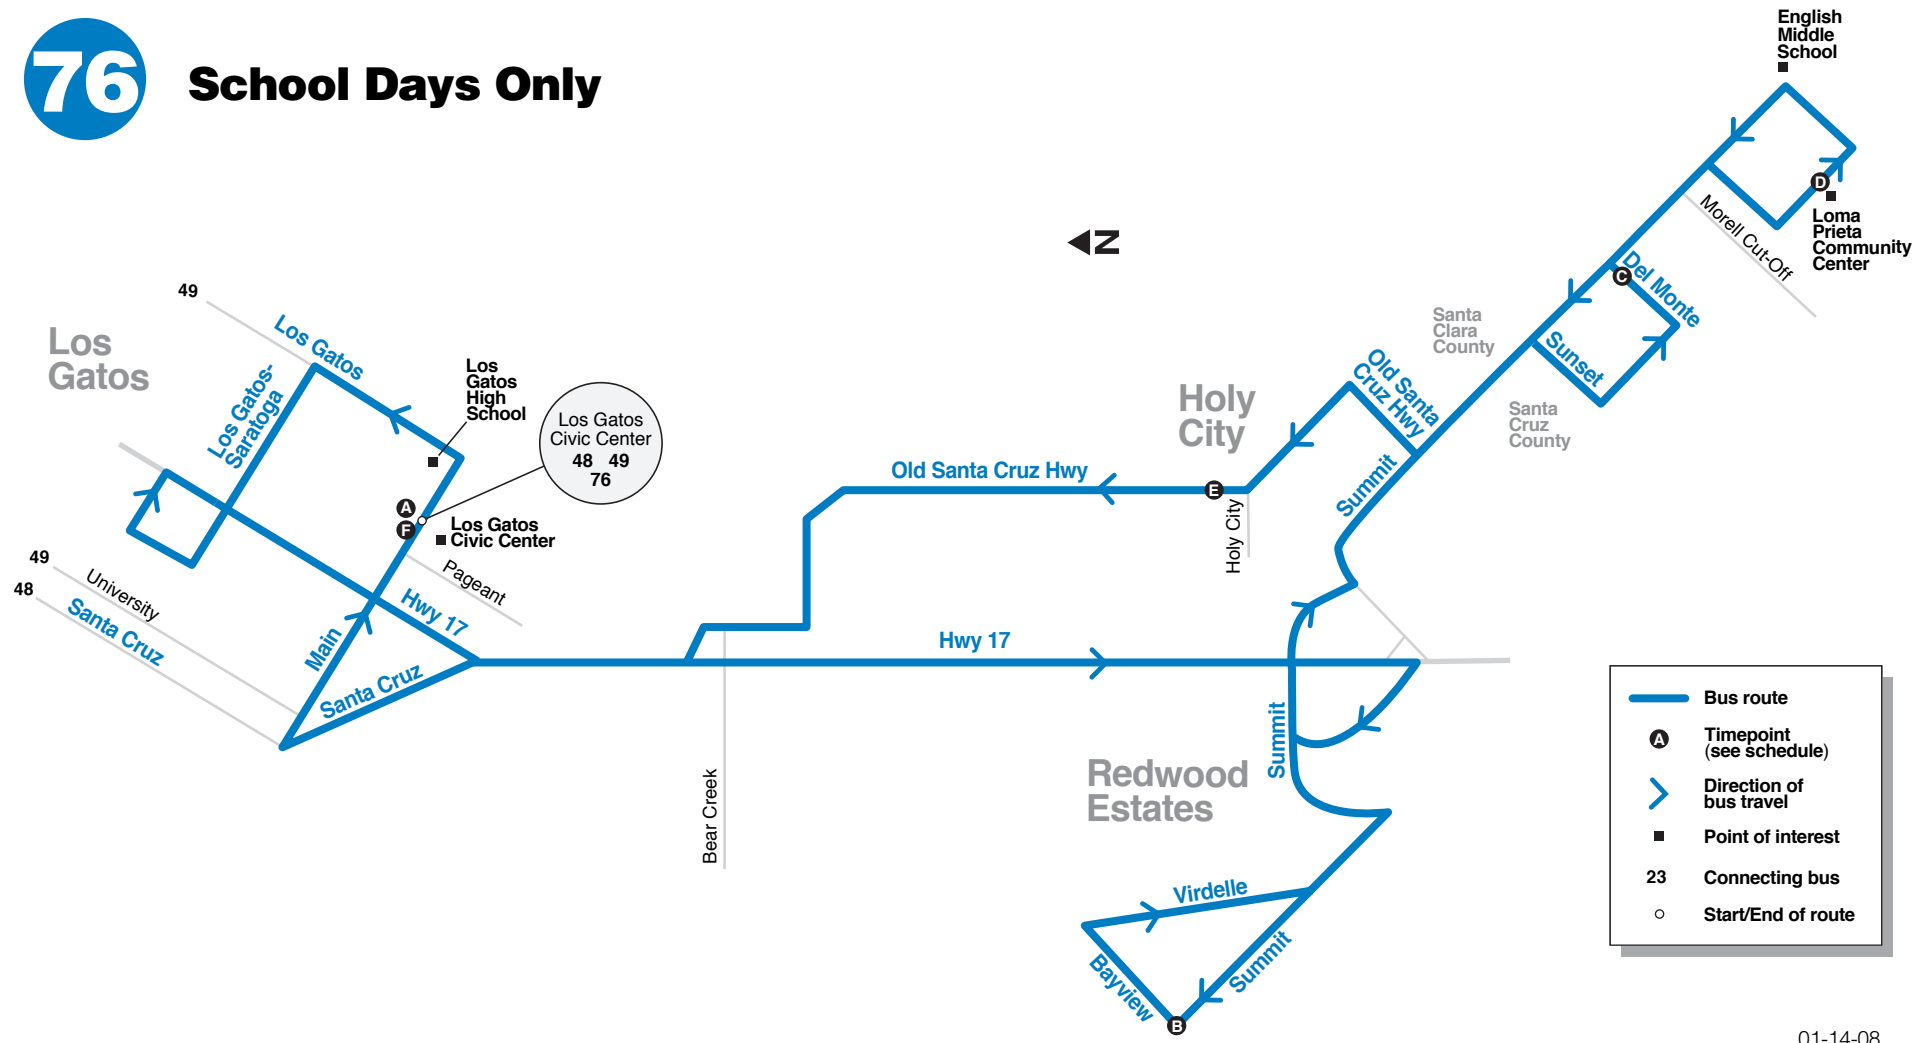 76
School Days Only
English
Middle
School
D
Loma
Prieta
Community
Center
Morell Cut-Off
N
C
Del Monte
Sunset
Santa
Clara
County
Santa
Cruz
County
49
Los Gatos
Los
Gatos
Los Gatos-
Saratoga
Los
Gatos
High
School
Los Gatos
Civic Center
48 49
76
A
F
Los Gatos
Civic Center
Pageant
49
University
48
Santa Cruz
Main
Hwy 17
Santa Cruz
Holy
City
Old Santa
Cruz Hwy
Old Santa Cruz Hwy
E
Holy City
Summit
Hwy 17
Bear Creek
Summit
Redwood
Estates
Virdelle
Bayview
Summit
B
Bus route
A
Timepoint
(see schedule)
Direction of
bus travel
Point of interest
23
Connecting bus
Start/End of route
01-14-08